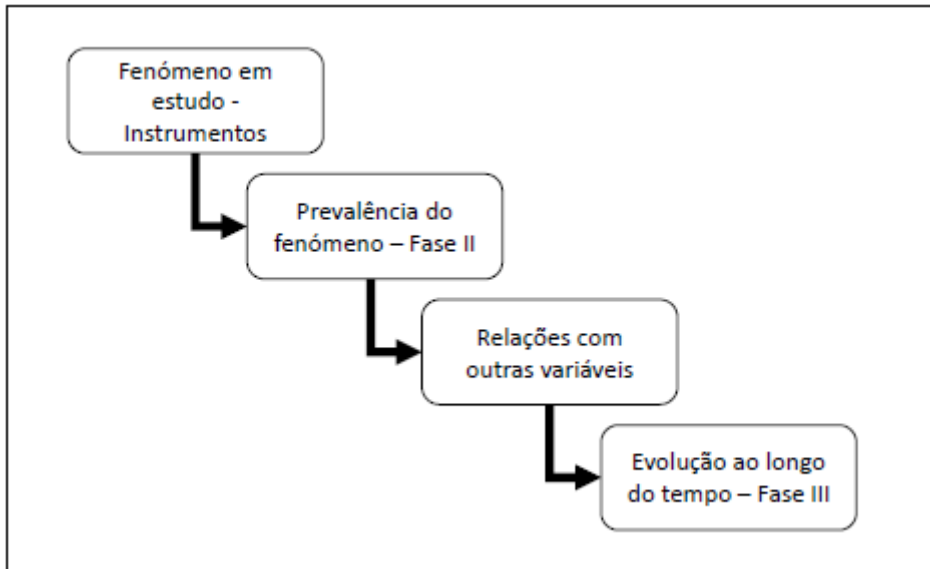 Fenómeno em
estudo -
Instrumentos
Prevalência do
fenómeno – Fase II
Relações com
outras variáveis
Evolução ao longo
do tempo – Fase III